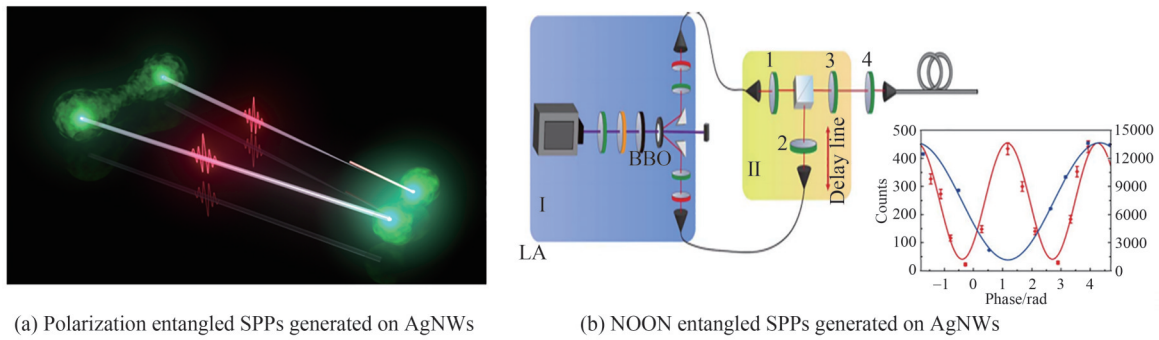 1
3
4
2
BBO
Delay line
I
II
LA
500
400
300
200
100
0
Counts
15000
12000
9000
6000
3000
0
−1 0 1 2 3 4
Phase/rad
(a) Polarization entangled SPPs generated on AgNWs
(b) NOON entangled SPPs generated on AgNWs